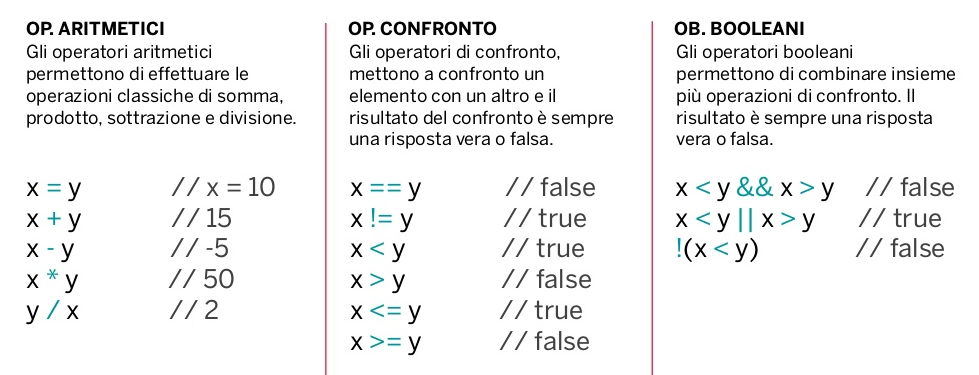 OP. ARITMETICI
Gli operatori aritmetici
permettono di effettuare le
operazioni classiche di somma,
prodotto, sottrazione e divisione.
x = y // x = 10
x + y // 15
x - y // -5
x * y // 50
y / x // 2
OP. CONFRONTO
Gli operatori di confronto,
mettono a confronto un
elemento con un altro e il
risultato del confronto è sempre
una risposta vera o falsa.
x == y // false
x != y // true
x < y // true
x > y // false
x <= y // true
x >= y // false
OB. BOOLEANI
Gli operatori booleani
permettono di combinare insieme
più operazioni di confronto. Il
risultato è sempre una risposta
vera o falsa.
x < y && x > y // false
x < y || x > y // true
!(x < y) // false